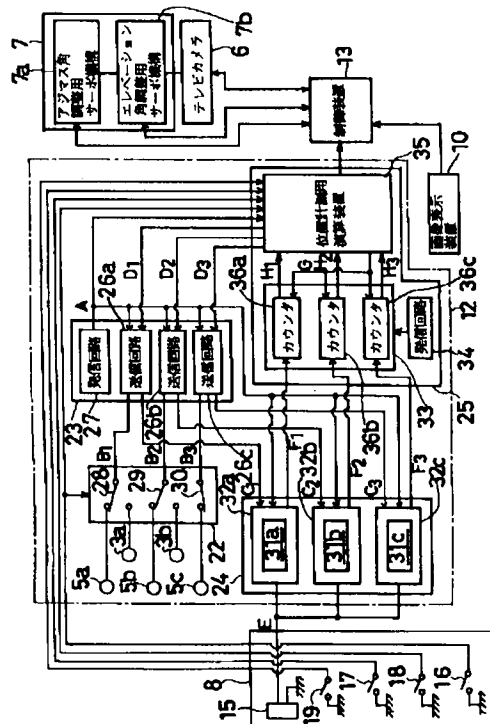 7
7a
7b
アジマス角
調整用
サーボ機構
エレベーション
角調整用
サーボ機構
テレビカメラ
6
13
制御装置
10
画像表示
装置
35
位置計測用
演算装置
H1
G
H2
H3
36a
カウンタ
カウンタ
36b
カウンタ
36c
発信回路
34
33
25
12
D1
D2
D3
A
26a
発信回路
27
23
送信回路
送信回路
26b
送信回路
26c
B1
B2
B3
28
29
30
22
5a
3a
5b
3b
5c
24
C1
C2
C3
32a
31a
32b
31b
32c
31c
F1
F2
F3
E
8
15
19
17
18
16